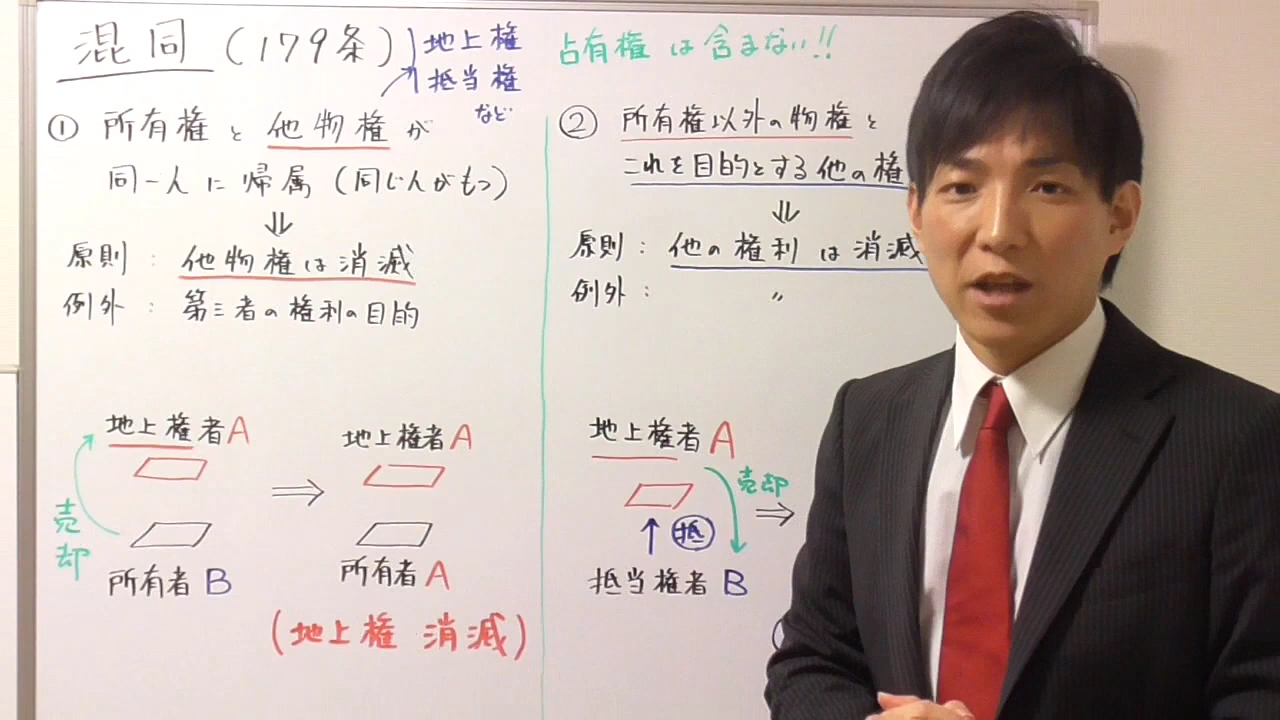 混同(179条) 地上権
抵当権
など
占有権は含まない!!
① 所有権と他物権が
同一人に帰属(同じ人がもつ)
⇓
原則:他物権は消滅
例外:第三者の権利の目的
地上権者A
売却
所有者B
⇒
地上権者A
所有者A
(地上権 消滅)
② 所有権以外の物権と
これを目的とする他の権
⇓
原則:他の権利は消滅
例外: 〃
地上権者A
売却
↑ 抵
⇒
抵当権者B